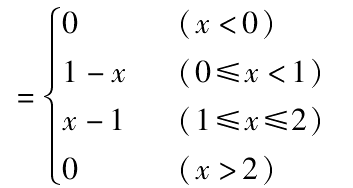 0 ( x < 0 )
1 − x ( 0 ⩽ x < 1 )
= { x − 1 ( 1 ⩽ x ⩽ 2 )
0 ( x > 2 )